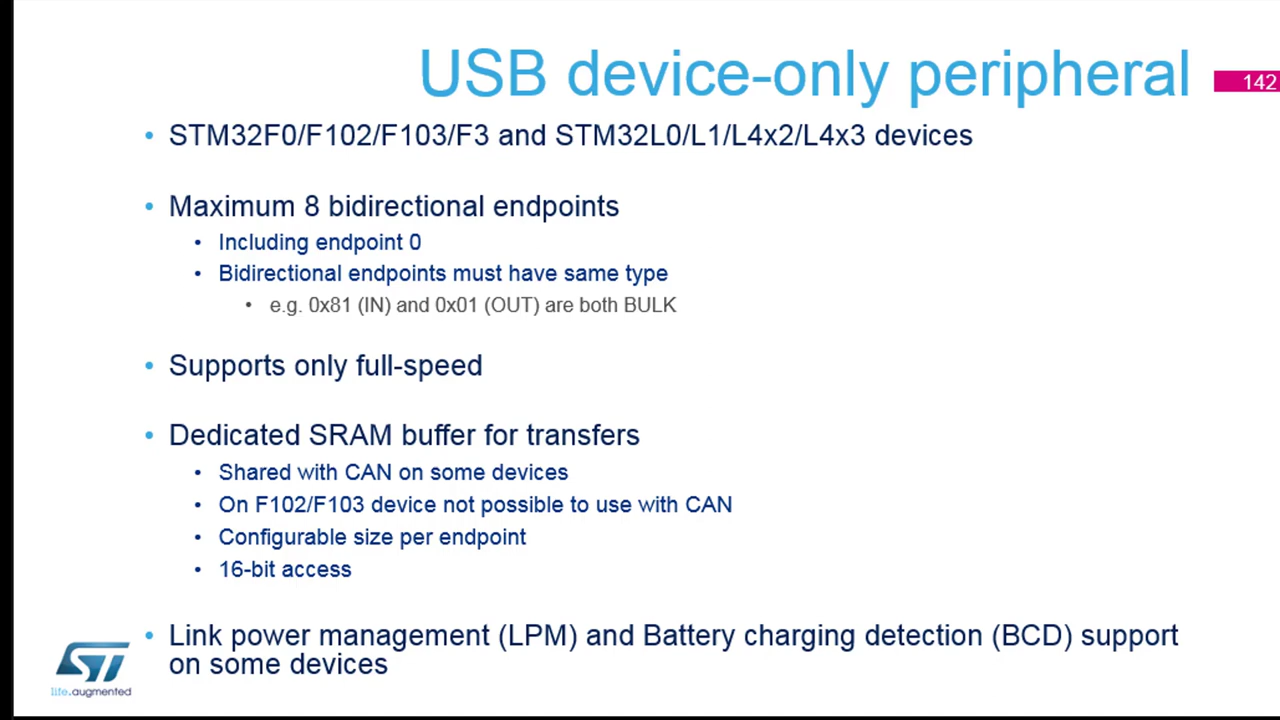 USB device-only peripheral
142
• STM32F0/F102/F103/F3 and STM32L0/L1/L4x2/L4x3 devices
• Maximum 8 bidirectional endpoints
• Including endpoint 0
• Bidirectional endpoints must have same type
• e.g. 0x81 (IN) and 0x01 (OUT) are both BULK
• Supports only full-speed
• Dedicated SRAM buffer for transfers
• Shared with CAN on some devices
• On F102/F103 device not possible to use with CAN
• Configurable size per endpoint
• 16-bit access
• Link power management (LPM) and Battery charging detection (BCD) support
on some devices
ST
life.augmented